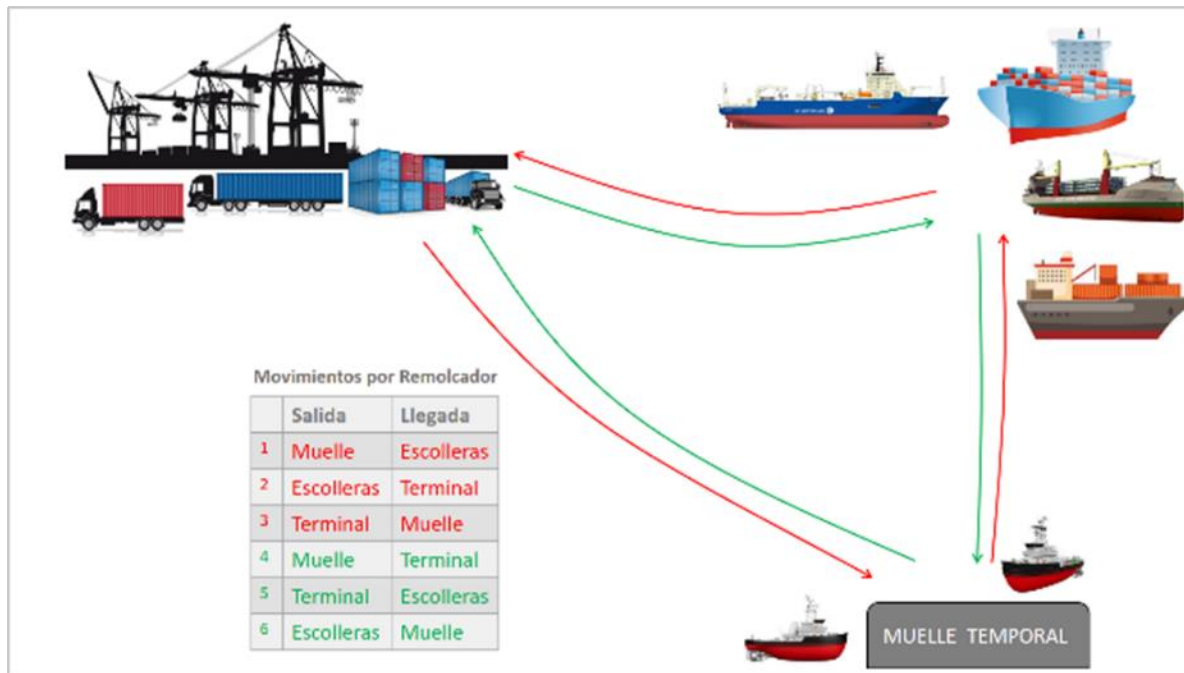 Movimientos por Remolcador
Salida Llegada
1 Muelle Escolleras
2 Escolleras Terminal
3 Terminal Muelle
4 Muelle Terminal
5 Terminal Escolleras
6 Escolleras Muelle
MUELLE TEMPORAL